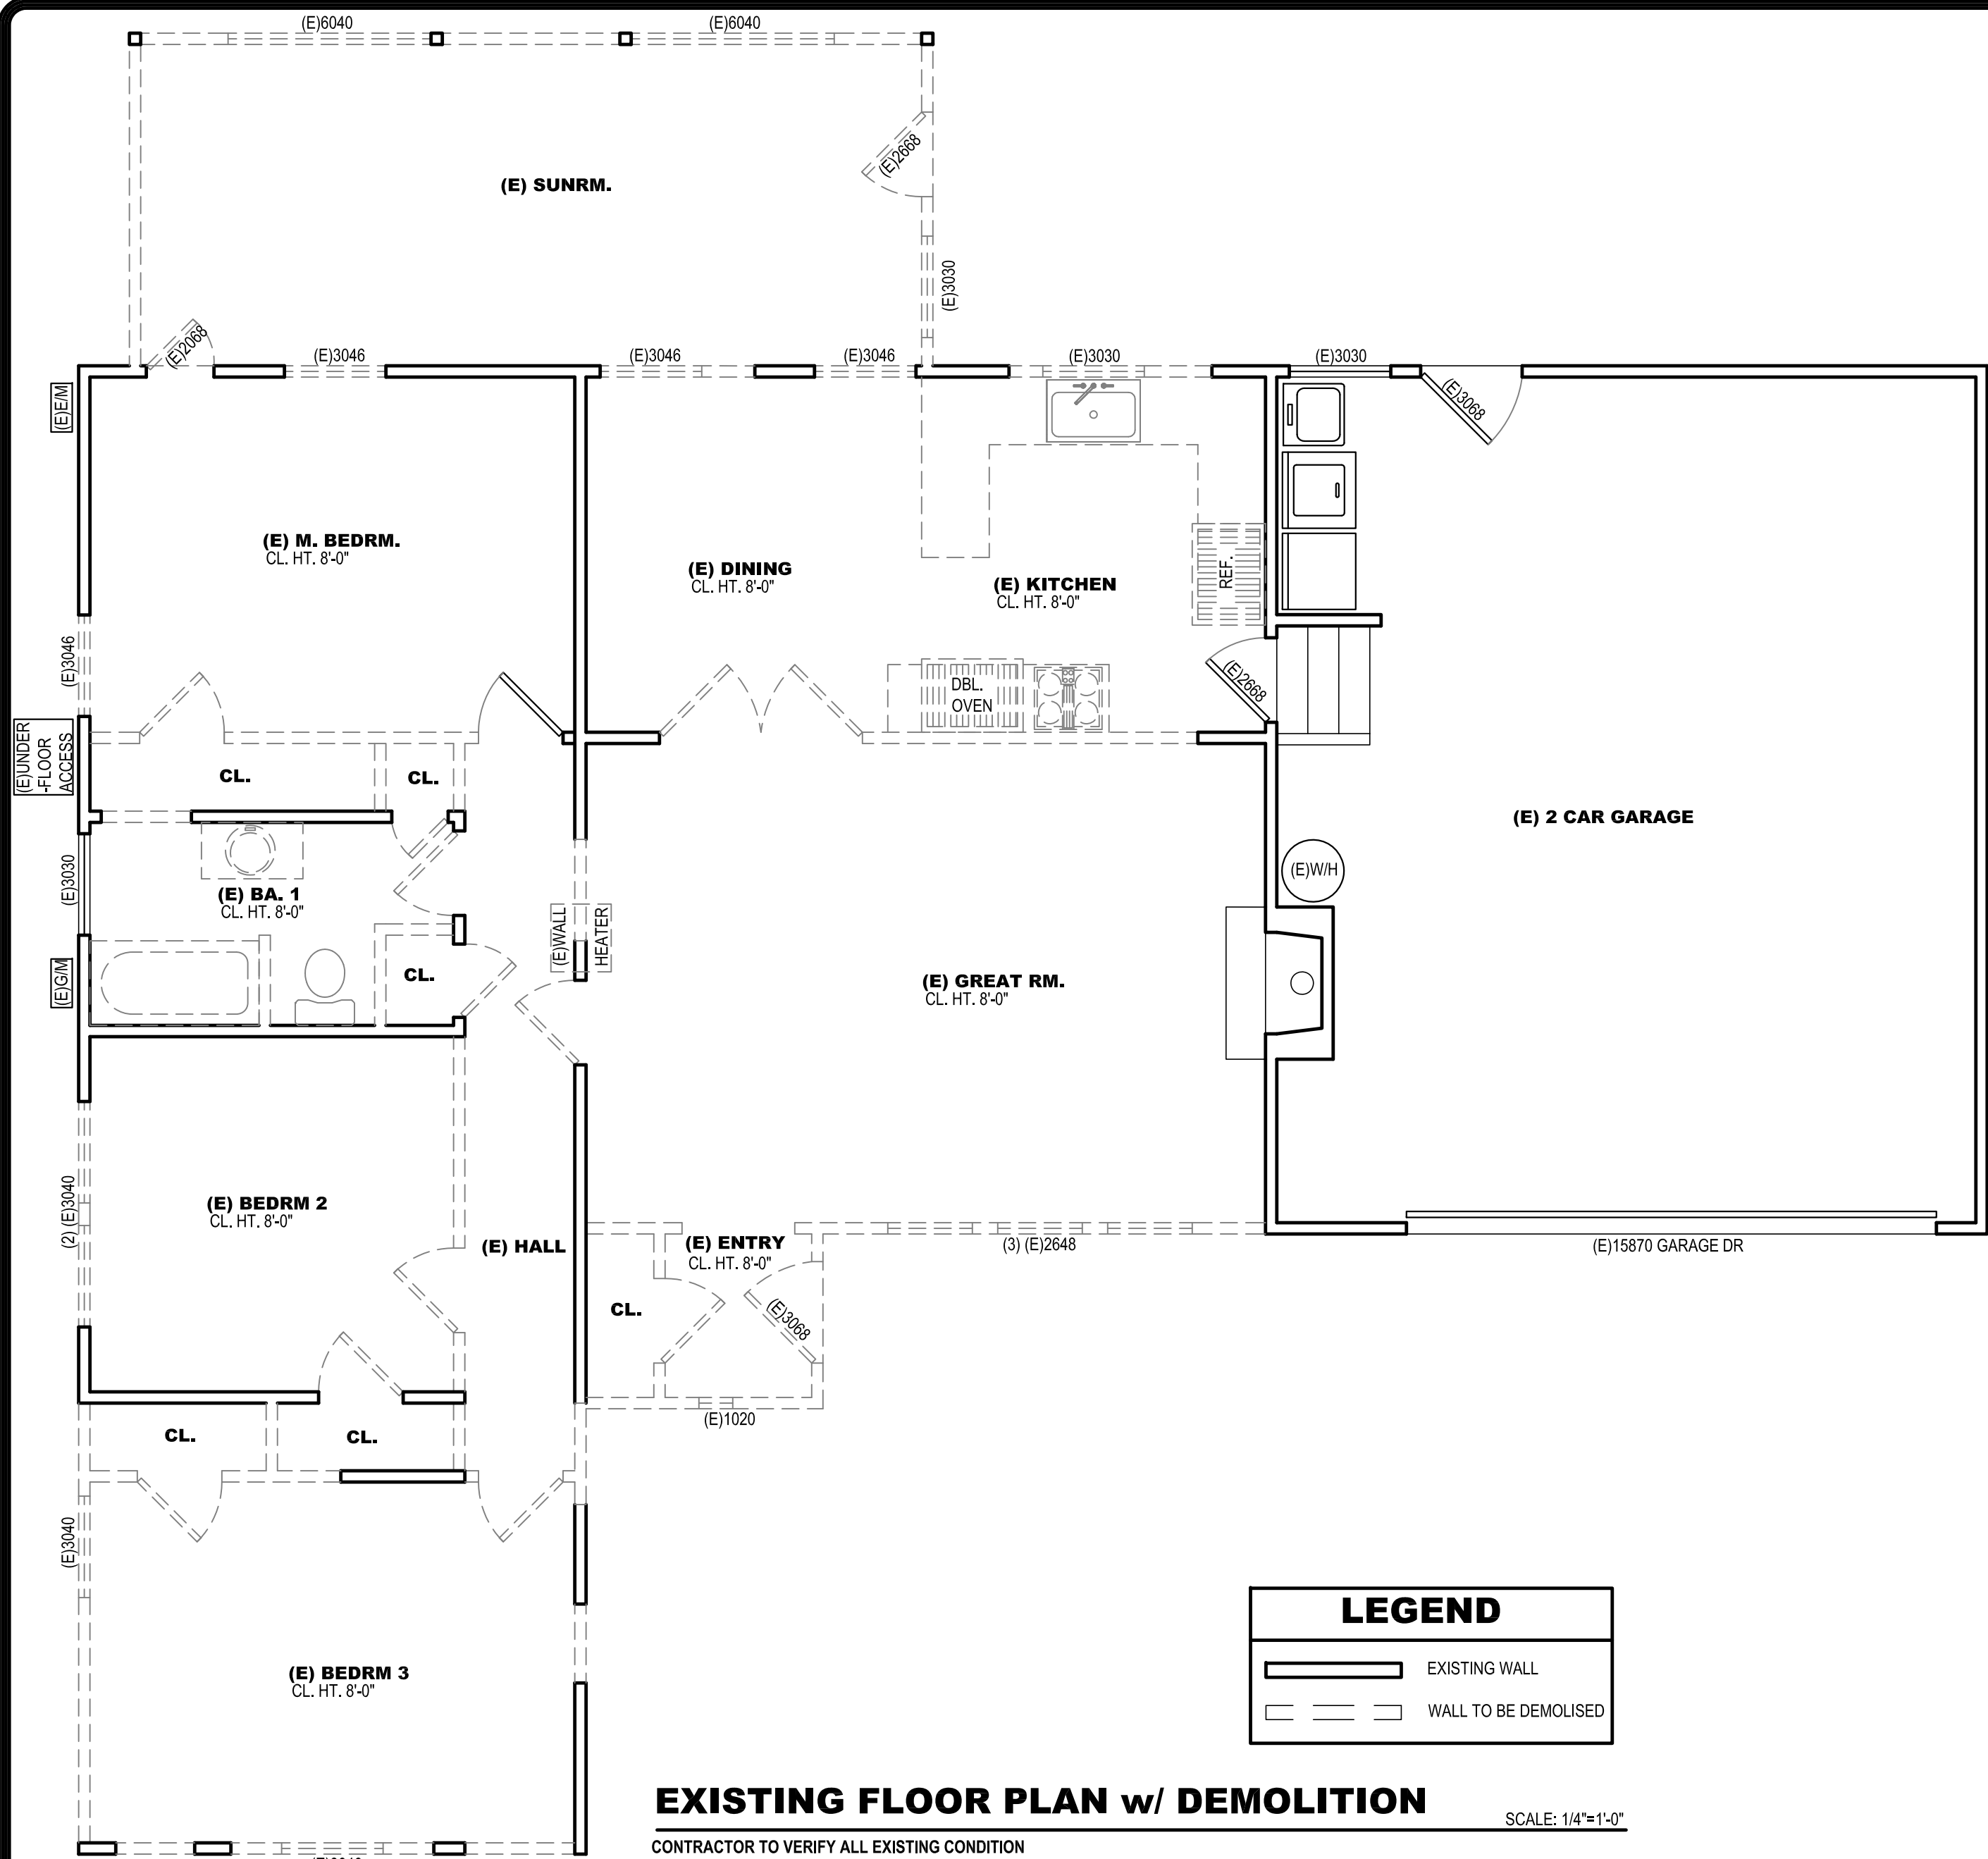 (E)6040
(E)6040
(E)2668
(E) SUNRM.
(E)3030
(E)2068
(E)3046
(E)3046
(E)3046
(E)3030
(E)3030
(E)E/M
(E)3068
(E) M. BEDRM.
CL. HT. 8'-0"
(E) DINING
CL. HT. 8'-0"
(E) KITCHEN
CL. HT. 8'-0"
REF.
(E)3046
(E)2668
DBL.
OVEN
(E)UNDER
-FLOOR
ACCESS
CL.
CL.
(E) 2 CAR GARAGE
(E)3030
(E) BA. 1
CL. HT. 8'-0"
(E)W/H
(E)WALL
HEATER
(E)G/M
CL.
(E) GREAT RM.
CL. HT. 8'-0"
(2) (E)3040
(E) BEDRM 2
CL. HT. 8'-0"
(E) HALL
(E) ENTRY
CL. HT. 8'-0"
(3) (E)2648
(E)15870 GARAGE DR
CL.
(E)3068
(E)1020
CL.
CL.
(E)3040
LEGEND
EXISTING WALL
WALL TO BE DEMOLISED
(E) BEDRM 3
CL. HT. 8'-0"
EXISTING FLOOR PLAN w/ DEMOLITION
SCALE: 1/4"=1'-0"
CONTRACTOR TO VERIFY ALL EXISTING CONDITION